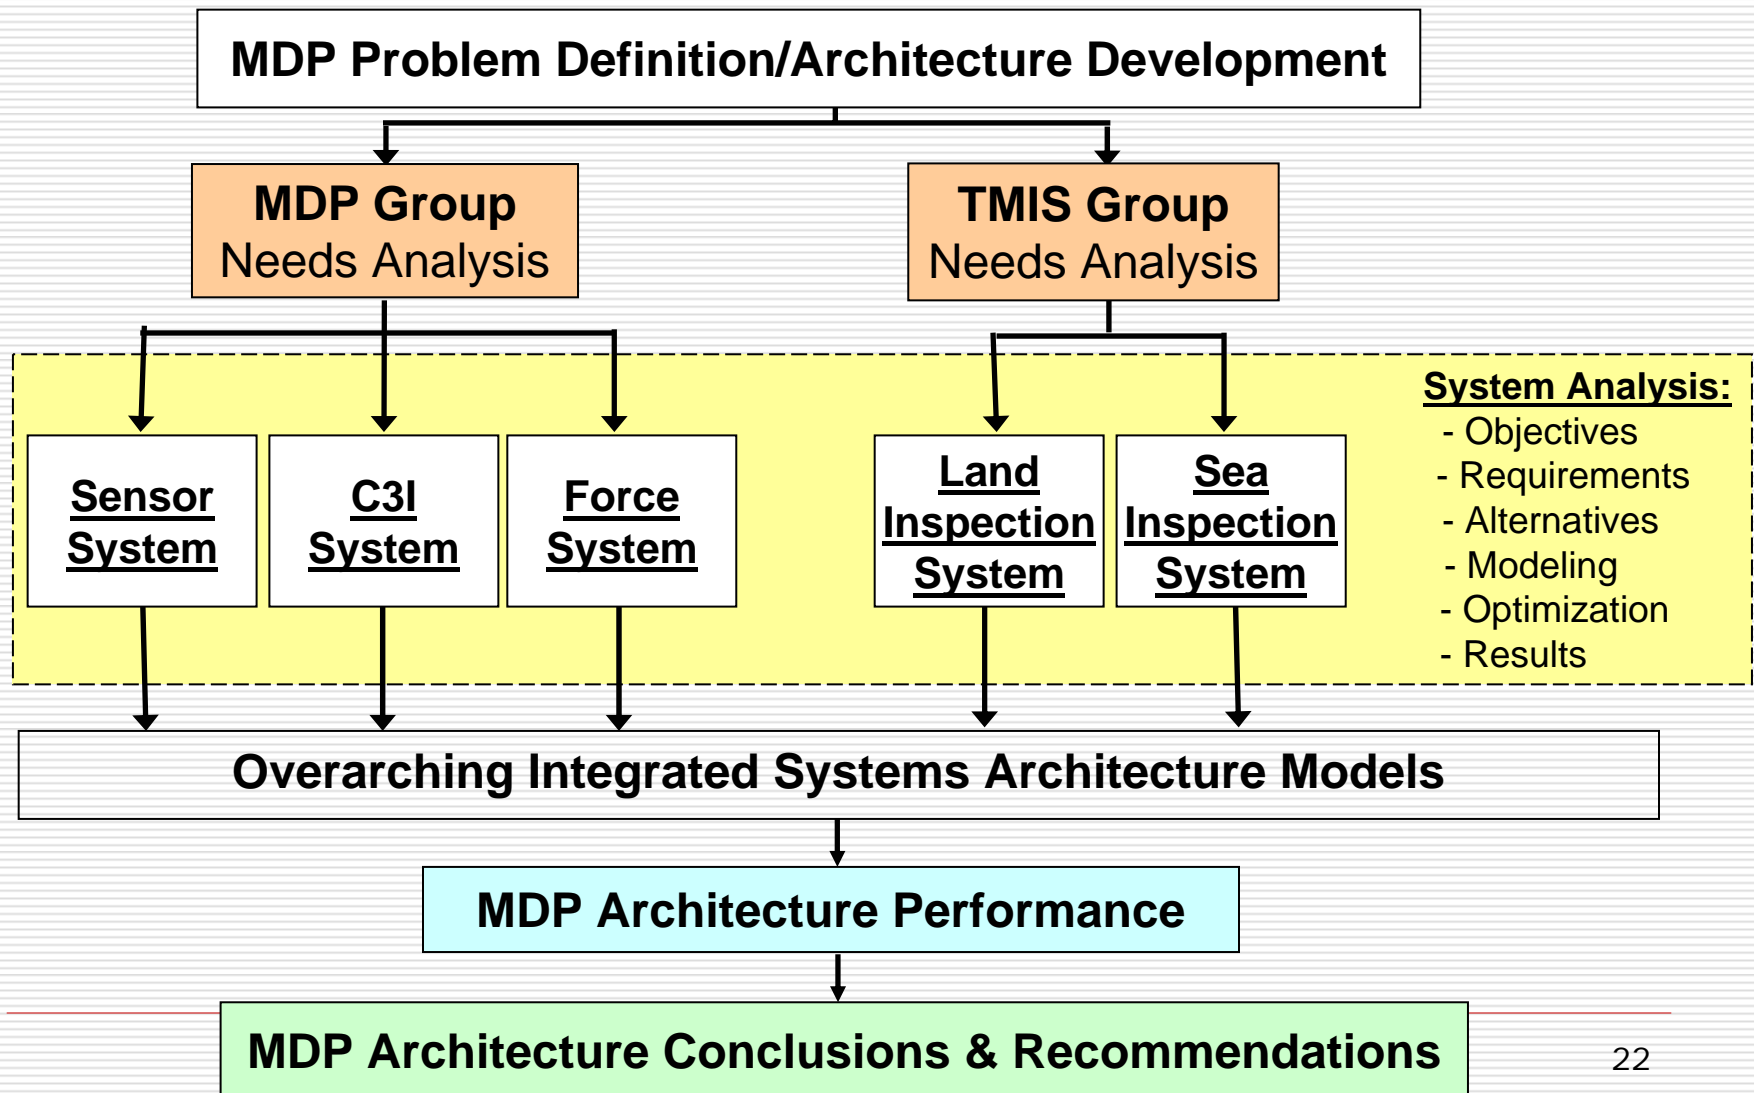 MDP Problem Definition/Architecture Development
MDP Group
Needs Analysis
TMIS Group
Needs Analysis
Sensor
System
C3I
System
Force
System
Land
Inspection
System
Sea
Inspection
System
System Analysis:
- Objectives
- Requirements
- Alternatives
- Modeling
- Optimization
- Results
Overarching Integrated Systems Architecture Models
MDP Architecture Performance
MDP Architecture Conclusions & Recommendations
22